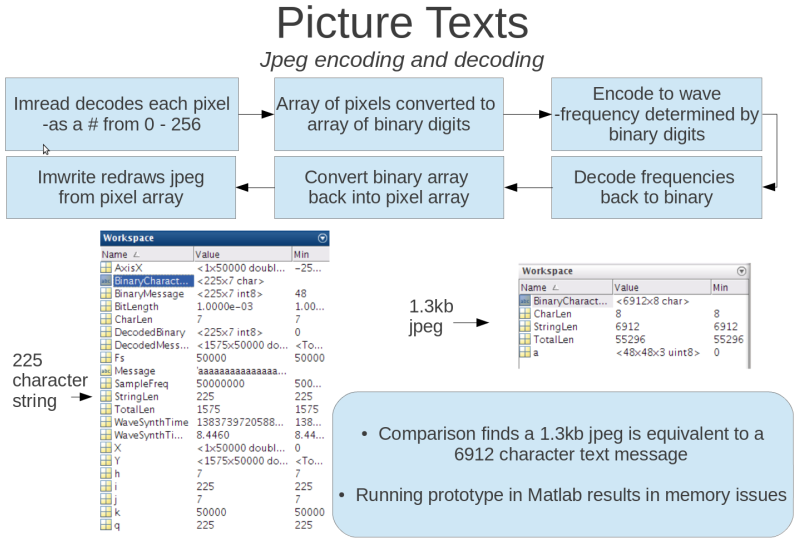 Picture Texts
Jpeg encoding and decoding
Imread decodes each pixel
-as a # from 0 - 256
Array of pixels converted to
array of binary digits
Encode to wave
-frequency determined by
binary digits
Imwrite redraws jpeg
from pixel array
Convert binary array
back into pixel array
Decode frequencies
back to binary
225
character
string
Workspace
Name Value Min
AxisX <1x50000 doubl... -25...
BinaryCharact... <225x7 char>
BinaryMessage <225x7 int8> 48
BitLength 1.0000e-03 1.00...
CharLen 7 7
DecodedBinary <225x7 int8> 0
DecodedMess... <1575x50000 do... <To...
Fs 50000 50000
Message 'aaaaaaaaaaaaaaa...
SampleFreq 50000000 500...
StringLen 225 225
TotalLen 1575 1575
WaveSynthTime 1383739720588... 138...
WaveSynthTi... 8.4460 8.44...
X <1x50000 doubl... 0
Y <1575x50000 do... <To...
h 7 7
i 225 225
j 7 7
k 50000 50000
q 225 225
1.3kb
jpeg
Workspace
Name Value Min
BinaryCharact... <6912x8 char>
CharLen 8 8
StringLen 6912 6912
TotalLen 55296 55296
a <48x48x3 uint8> 0
• Comparison finds a 1.3kb jpeg is equivalent to a
6912 character text message
• Running prototype in Matlab results in memory issues